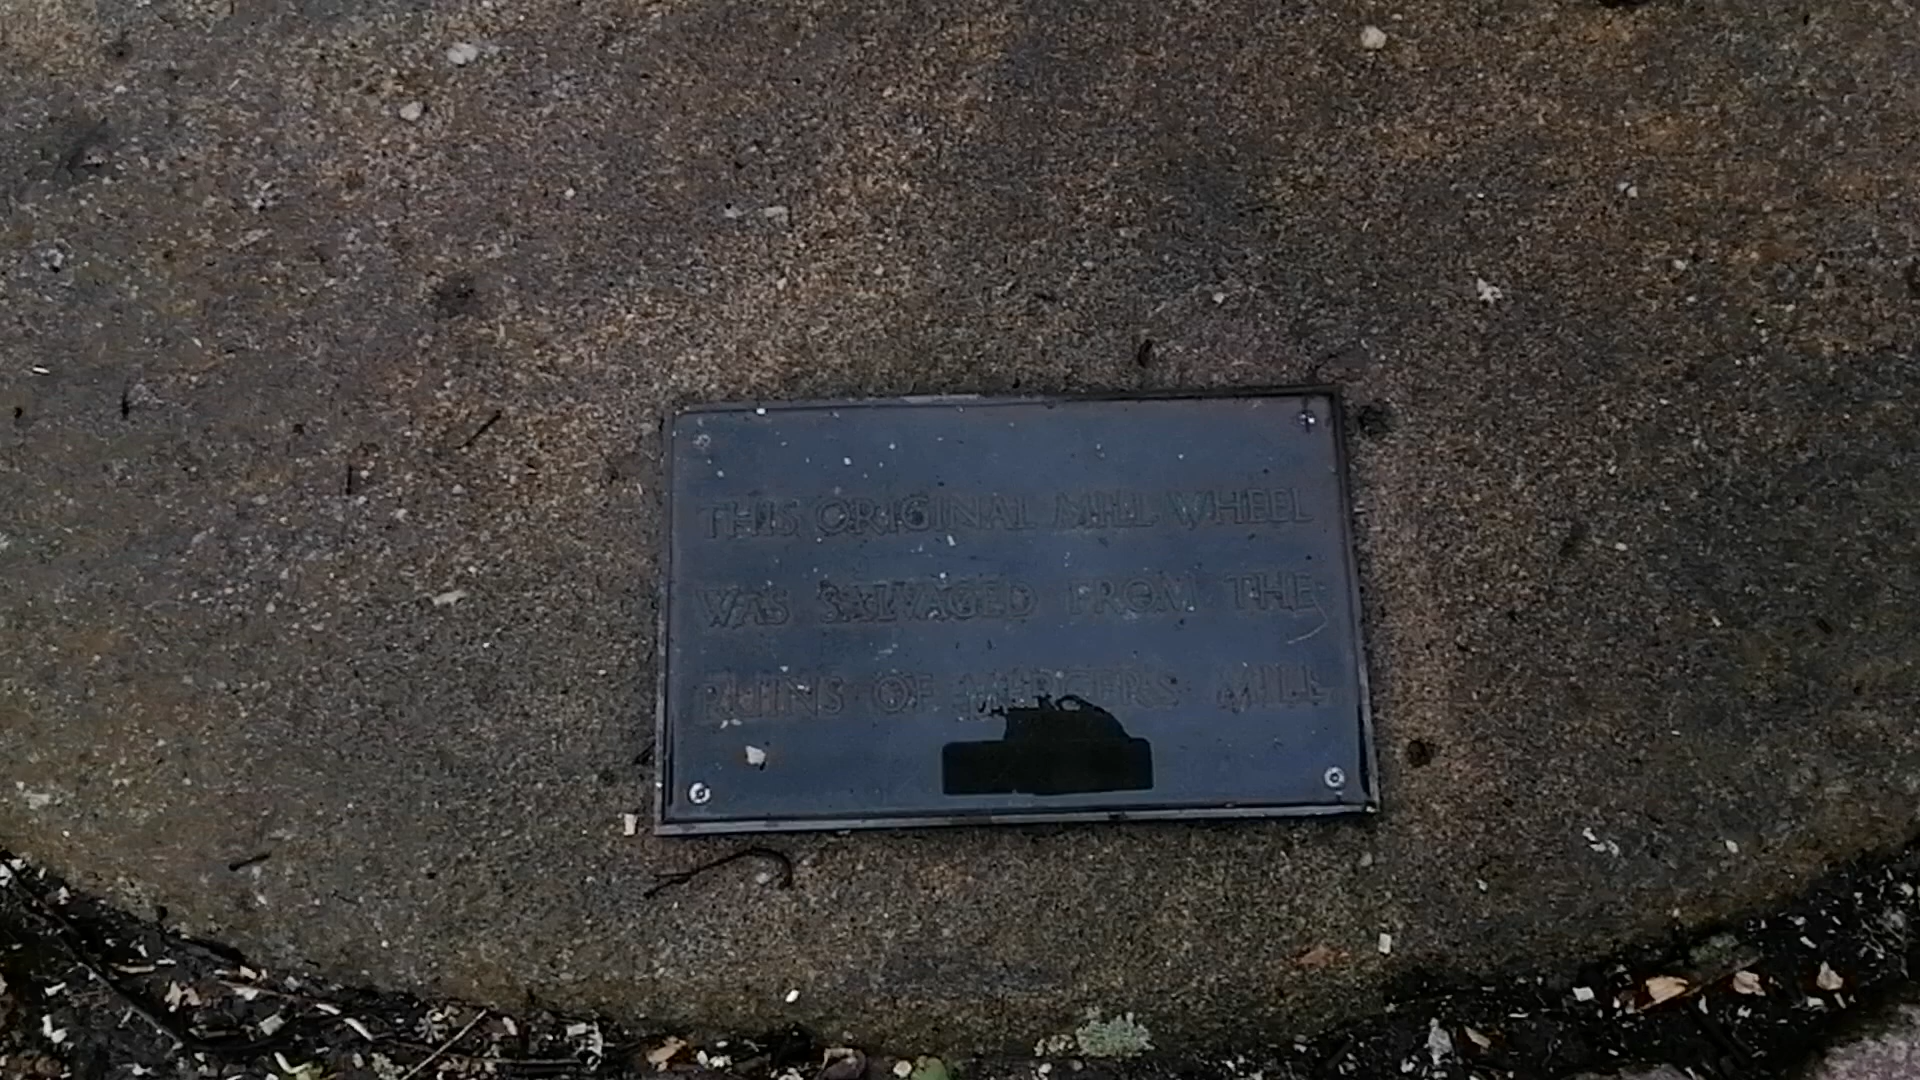 THIS ORIGINAL MILL WHEEL
WAS SALVAGED FROM THE
RUINS OF MERCERS MILL